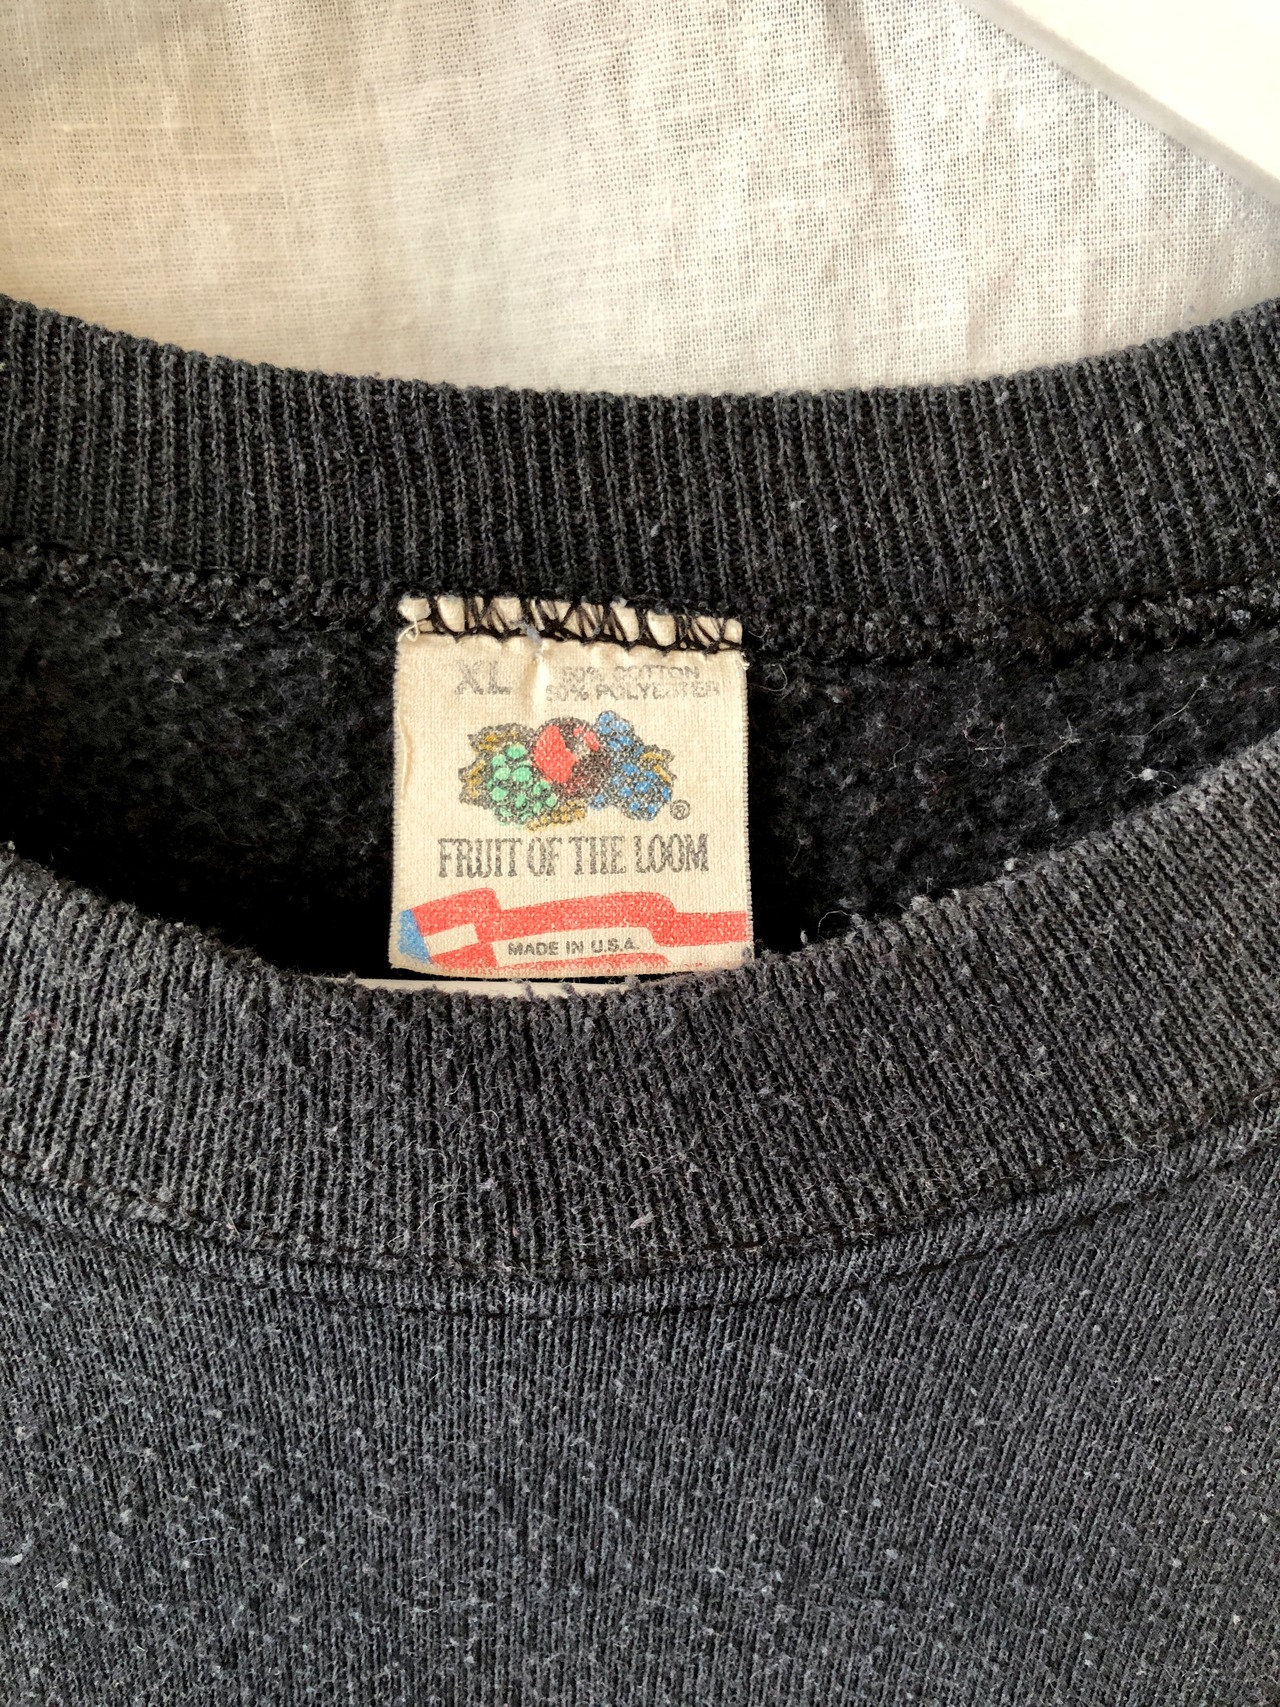 XL
50% COTTON
50% POLYESTER
®
FRUIT OF THE LOOM
MADE IN U.S.A.